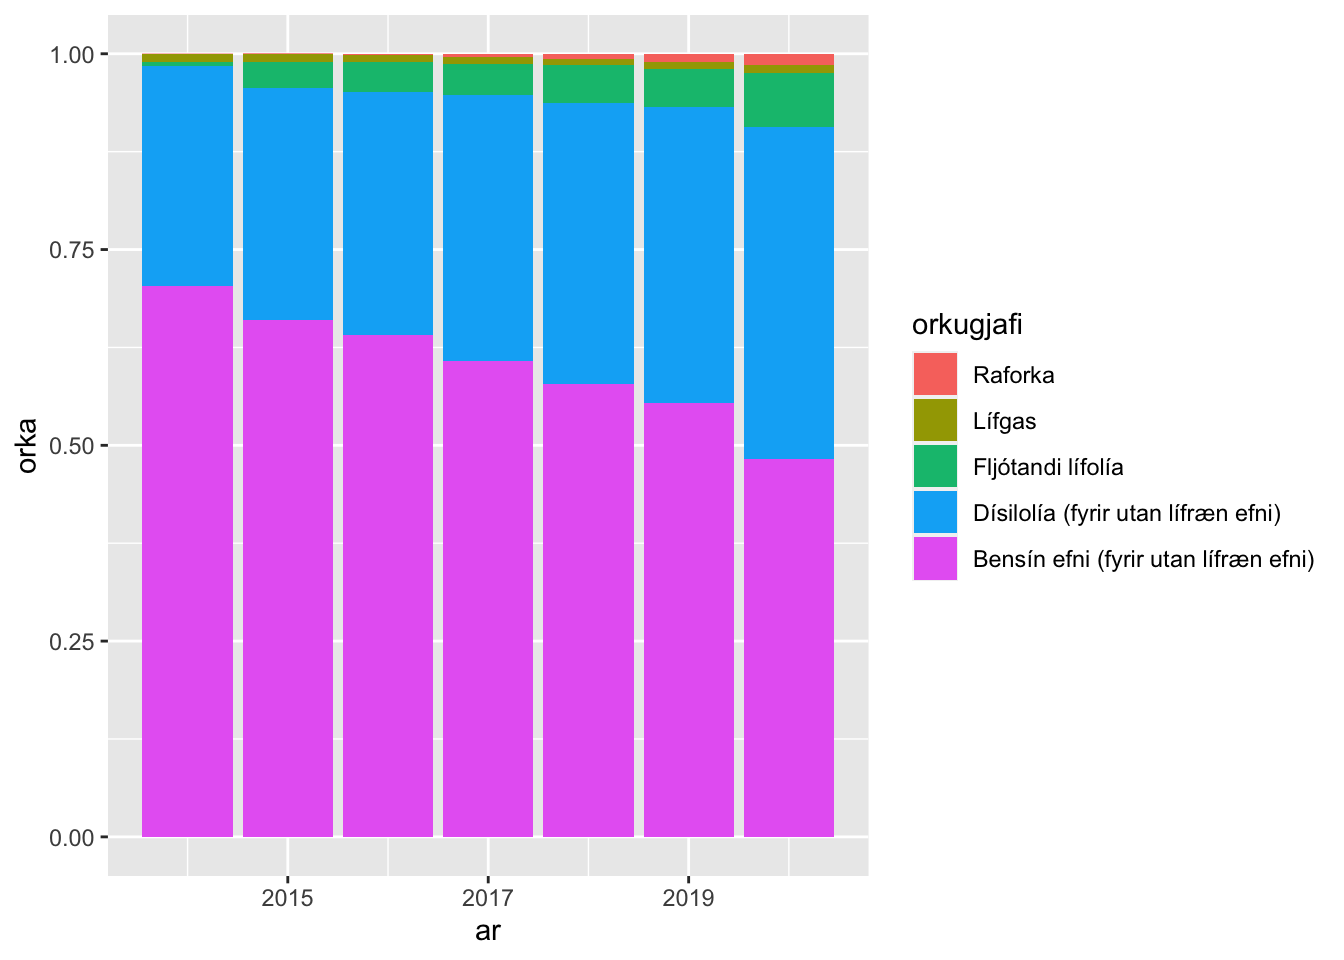 1.00
0.75
0.50
0.25
0.00
orka
2015 2017 2019
ar
orkugjafi
Raforka
Lífgas
Fljótandi lífolía
Dísilolía (fyrir utan lífræn efni)
Bensín efni (fyrir utan lífræn efni)